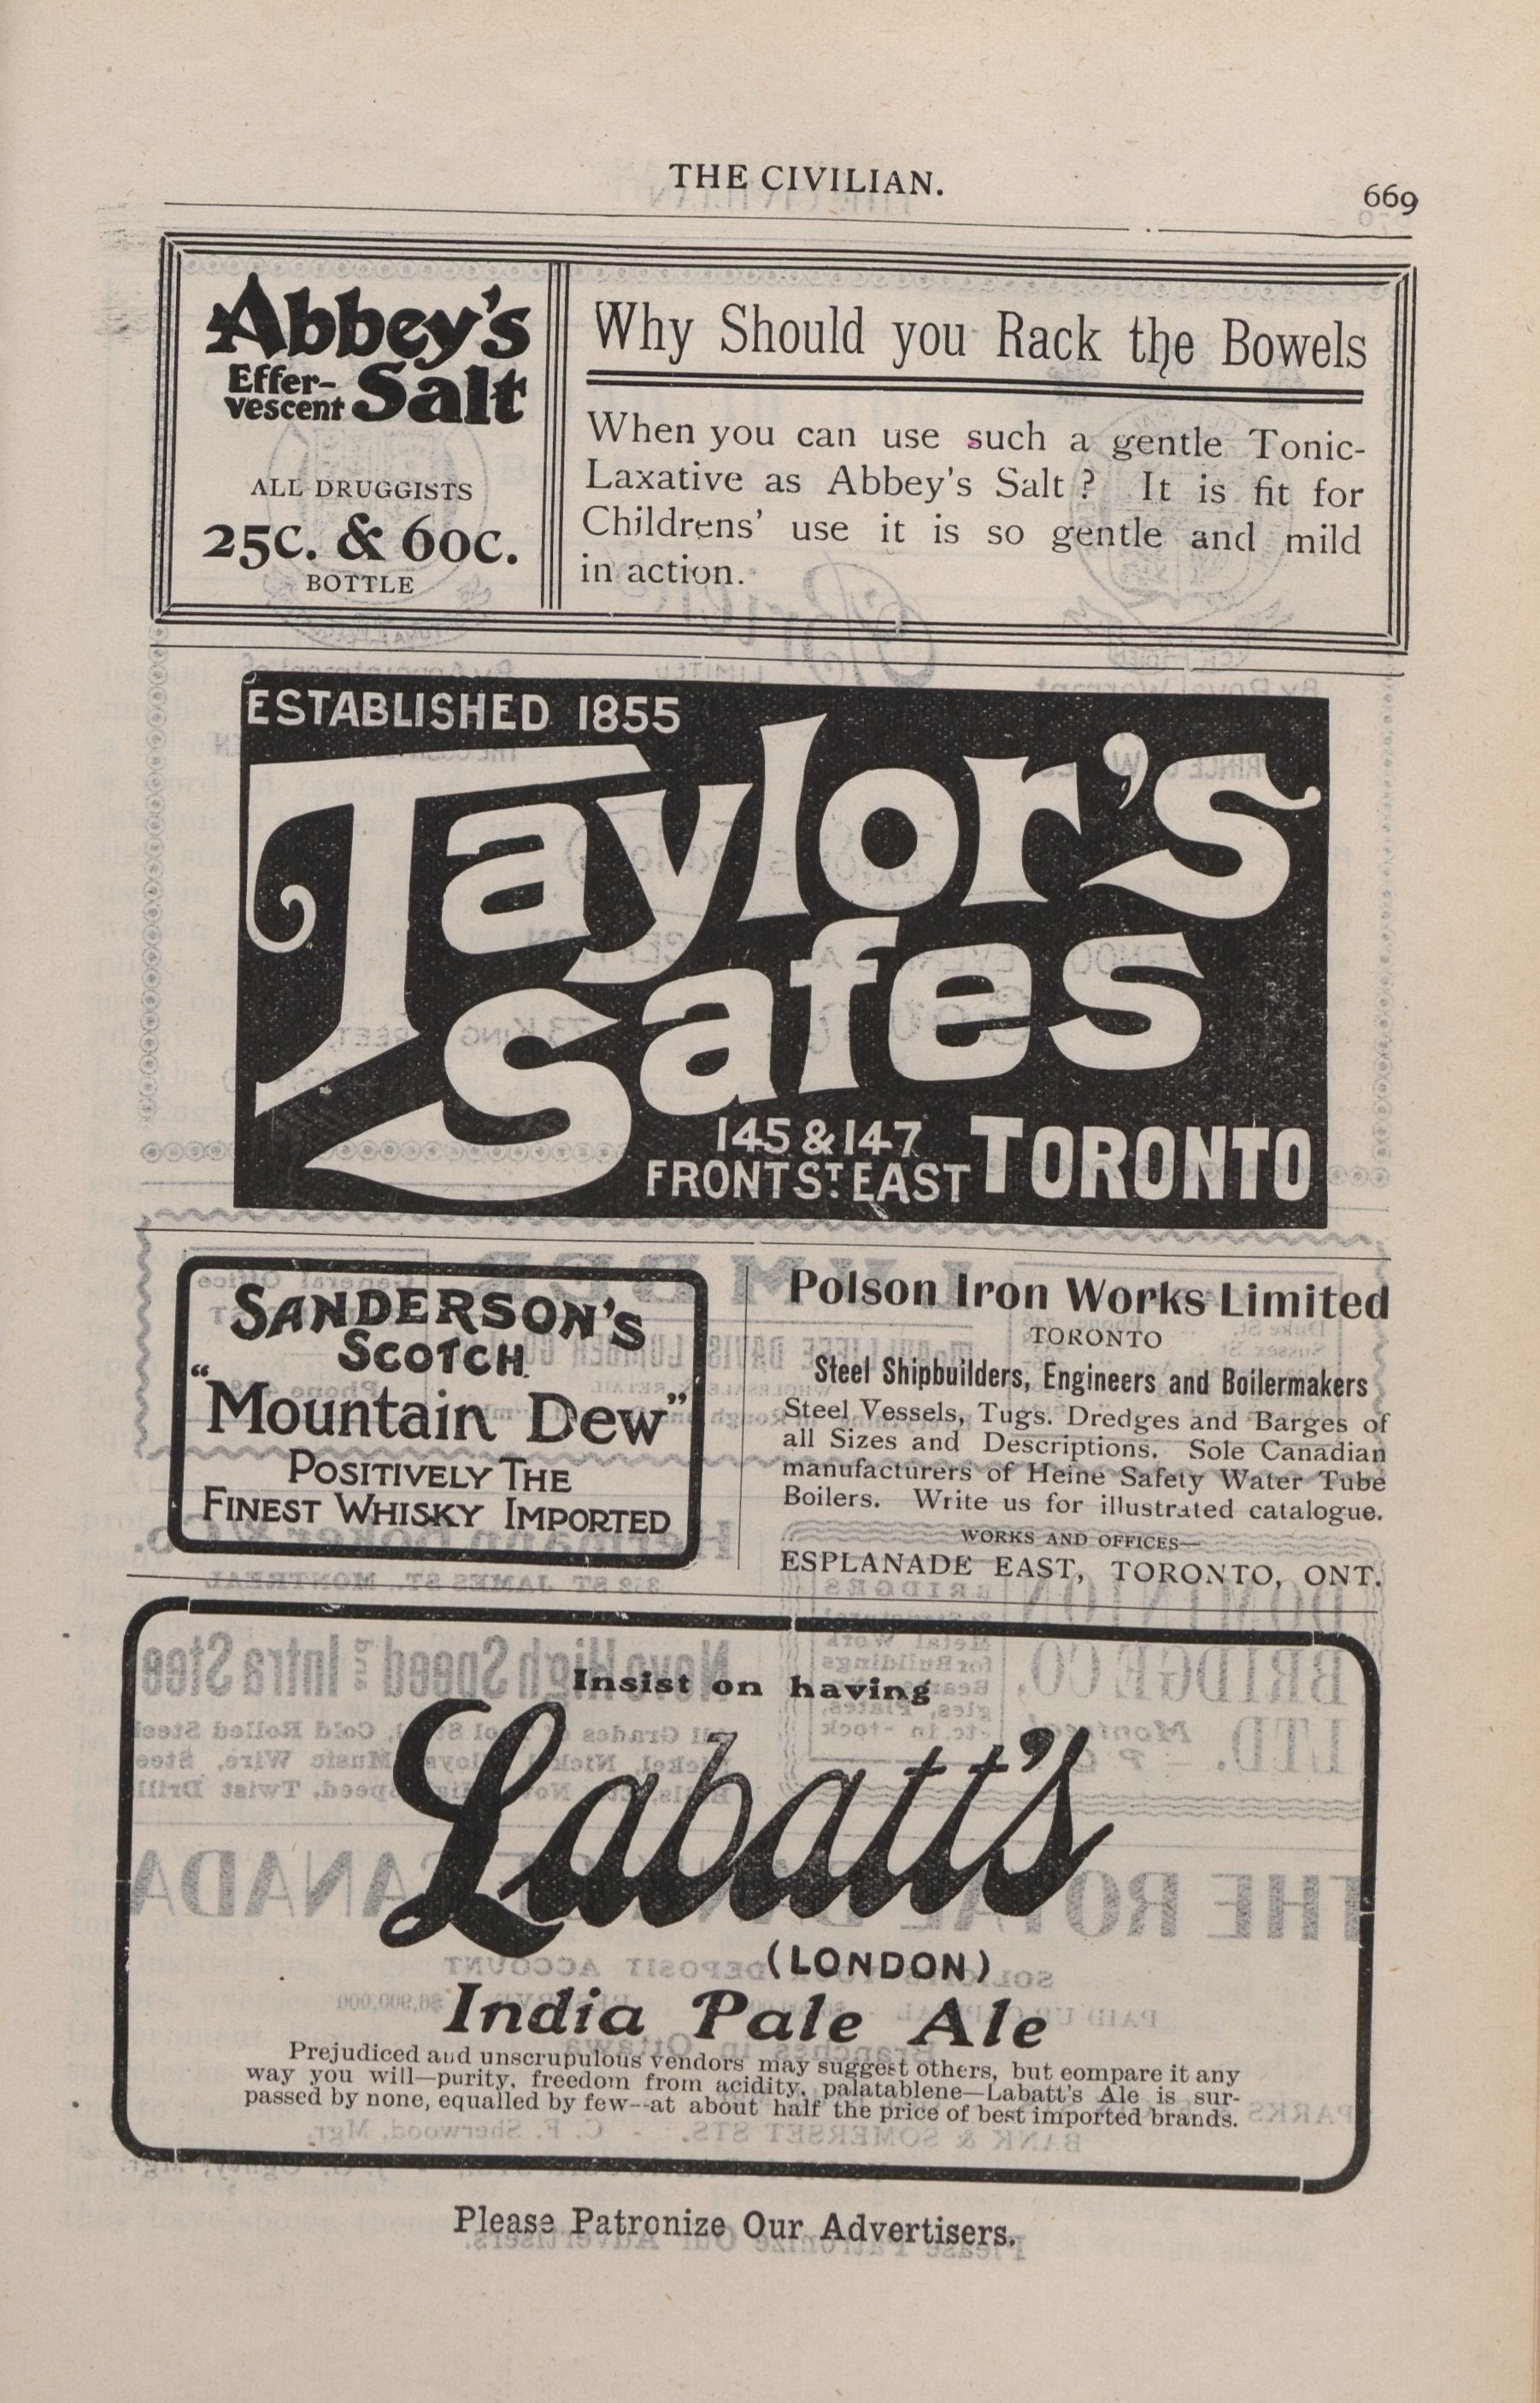 THE CIVILIAN.
669
Abbey's
Effer-
vescent Salt
ALL DRUGGISTS
25c. & 60c.
BOTTLE
Why Should you Rack the Bowels
When you can use such a gentle Tonic-
Laxative as Abbey's Salt? It is fit for
Childrens' use it is so gentle and mild
in action.
ESTABLISHED 1855
Taylor's
Safes
145 & 147
FRONT ST. EAST TORONTO
SANDERSON'S
SCOTCH
"Mountain Dew"
POSITIVELY THE
FINEST WHISKY IMPORTED
Polson Iron Works Limited
TORONTO
Steel Shipbuilders, Engineers and Boilermakers
Steel Vessels, Tugs. Dredges and Barges of
all Sizes and Descriptions. Sole Canadian
manufacturers of Heine Safety Water Tube
Boilers. Write us for illustrated catalogue.
WORKS AND OFFICES—
ESPLANADE EAST, TORONTO, ONT.
Insist on having
Labatt's
(LONDON)
India Pale Ale
Prejudiced and unscrupulous vendors may suggest others, but eompare it any
way you will—purity, freedom from acidity, palatablene—Labatt's Ale is sur-
passed by none, equalled by few--at about half the price of best imported brands.
Please Patronize Our Advertisers.